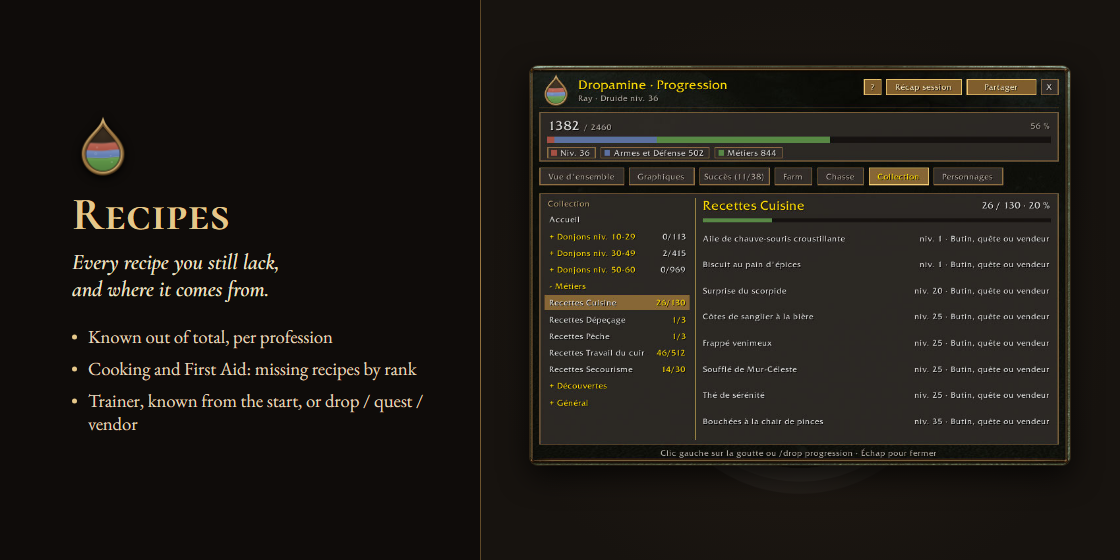 Recipes
Every recipe you still lack,
and where it comes from.
• Known out of total, per profession
• Cooking and First Aid: missing recipes by rank
• Trainer, known from the start, or drop / quest /
vendor
Dopamine · Progression
Ray · Druide niv. 36
?
Récap session
Partager
X
1382 / 2460
56 %
Niv. 36
Armes et Défense 502
Métiers 844
Vue d'ensemble
Graphiques
Succès (11/38)
Farm
Chasse
Collection
Personnages
Collection
Accueil
+ Donjons niv. 10-29 0/113
+ Donjons niv. 30-49 2/415
+ Donjons niv. 50-60 0/969
- Métiers
Recettes Cuisine 26/130
Recettes Dépeçage 1/3
Recettes Pêche 1/3
Recettes Travail du cuir 46/512
Recettes Secourisme 14/30
+ Découvertes
+ Général
Recettes Cuisine 26 / 130 · 20 %
Aile de chauve-souris croustillante niv. 1 · Butin, quête ou vendeur
Biscuit au pain d'épices niv. 1 · Butin, quête ou vendeur
Surprise du scorpide niv. 20 · Butin, quête ou vendeur
Côtes de sanglier à la bière niv. 25 · Butin, quête ou vendeur
Frappé venimeux niv. 25 · Butin, quête ou vendeur
Soufflé de Mur-Céleste niv. 25 · Butin, quête ou vendeur
Thé de sérénité niv. 25 · Butin, quête ou vendeur
Bouchées à la chair de pinces niv. 35 · Butin, quête ou vendeur
Clic gauche sur la goutte ou /drop progression · Échap pour fermer